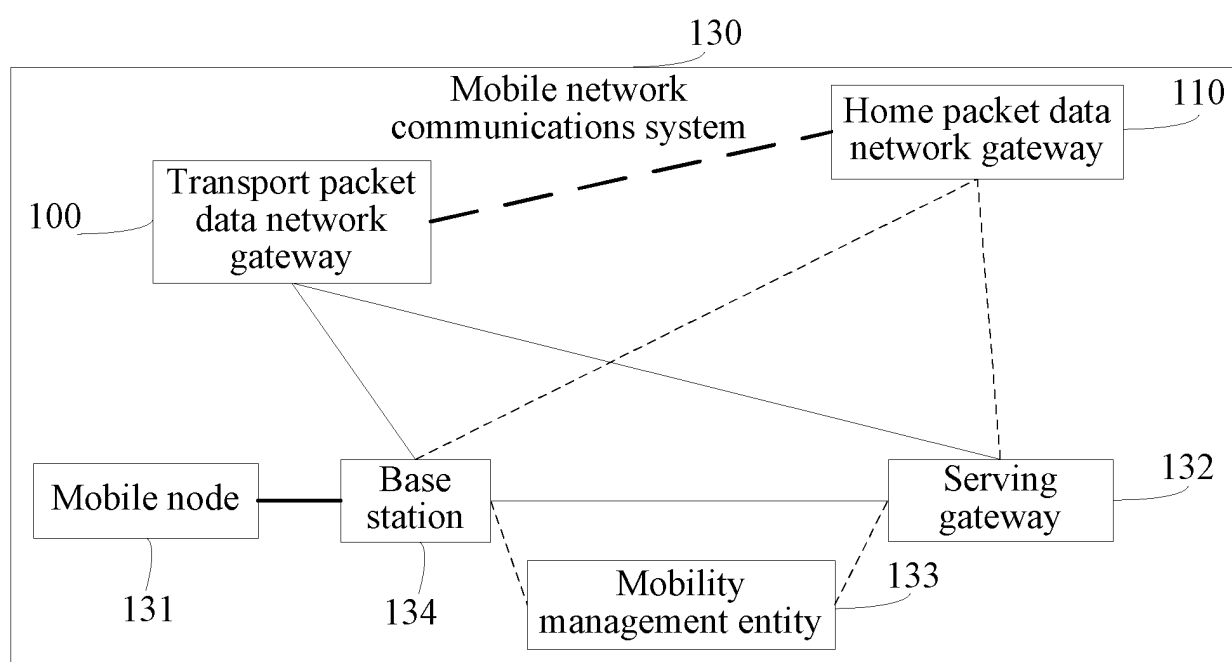 130
Mobile network
communications system
Home packet data
network gateway
110
Transport packet
data network
gateway
100
Mobile node
131
Base
station
134
Serving
gateway
132
Mobility
management entity
133